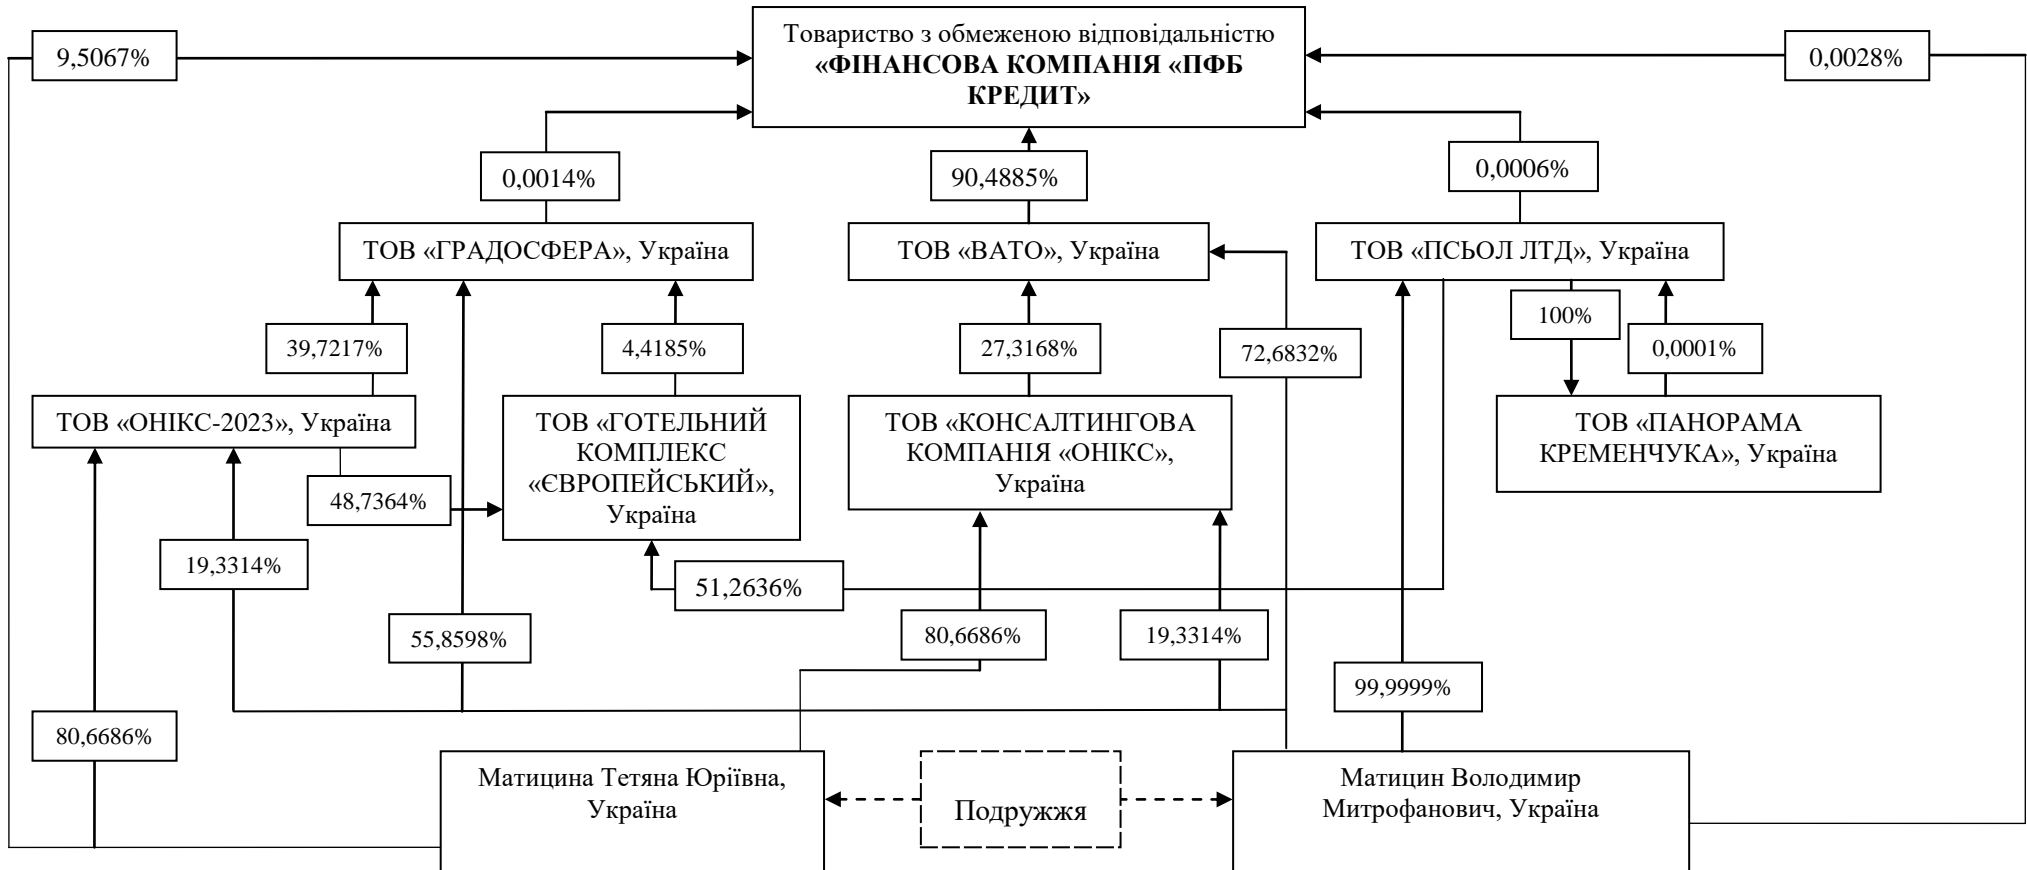 Товариство з обмеженою відповідальністю
«ФІНАНСОВА КОМПАНІЯ «ПФБ
КРЕДИТ»
9,5067%
0,0028%
0,0014%
90,4885%
0,0006%
ТОВ «ГРАДОСФЕРА», Україна
ТОВ «ВАТО», Україна
ТОВ «ПСЬОЛ ЛТД», Україна
39,7217%
4,4185%
27,3168%
72,6832%
100%
0,0001%
ТОВ «ОНІКС-2023», Україна
ТОВ «ГОТЕЛЬНИЙ
КОМПЛЕКС
«ЄВРОПЕЙСЬКИЙ»,
Україна
ТОВ «КОНСАЛТИНГОВА
КОМПАНІЯ «ОНІКС»,
Україна
ТОВ «ПАНОРАМА
КРЕМЕНЧУКА», Україна
48,7364%
19,3314%
51,2636%
55,8598%
80,6686%
19,3314%
99,9999%
80,6686%
Матицина Тетяна Юріївна,
Україна
Подружжя
Матицин Володимир
Митрофанович, Україна